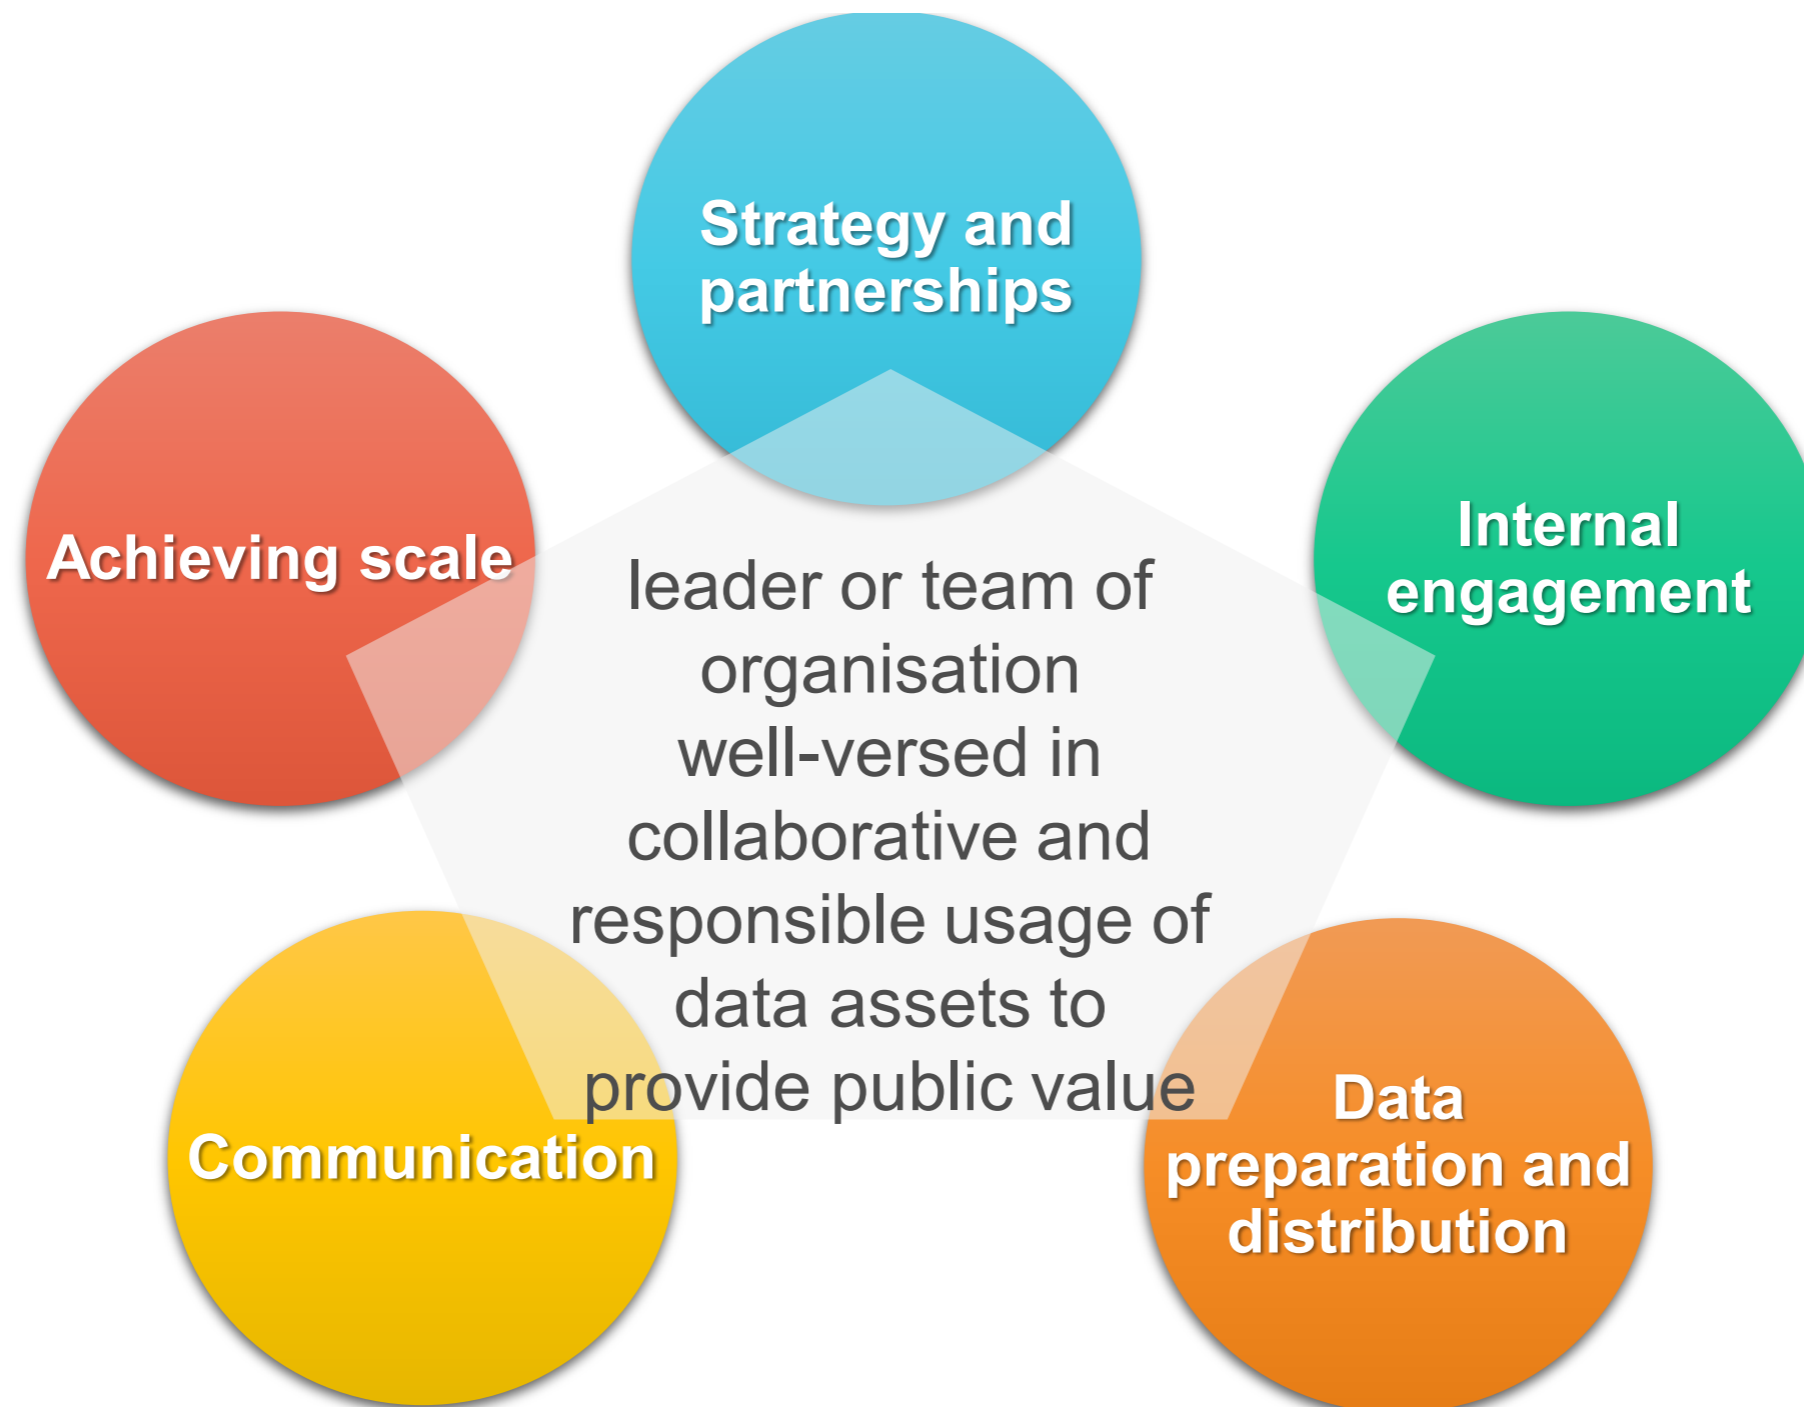 Strategy and
partnerships
Internal
engagement
Data
preparation and
distribution
Communication
Achieving scale
leader or team of
organisation
well-versed in
collaborative and
responsible usage of
data assets to
provide public value